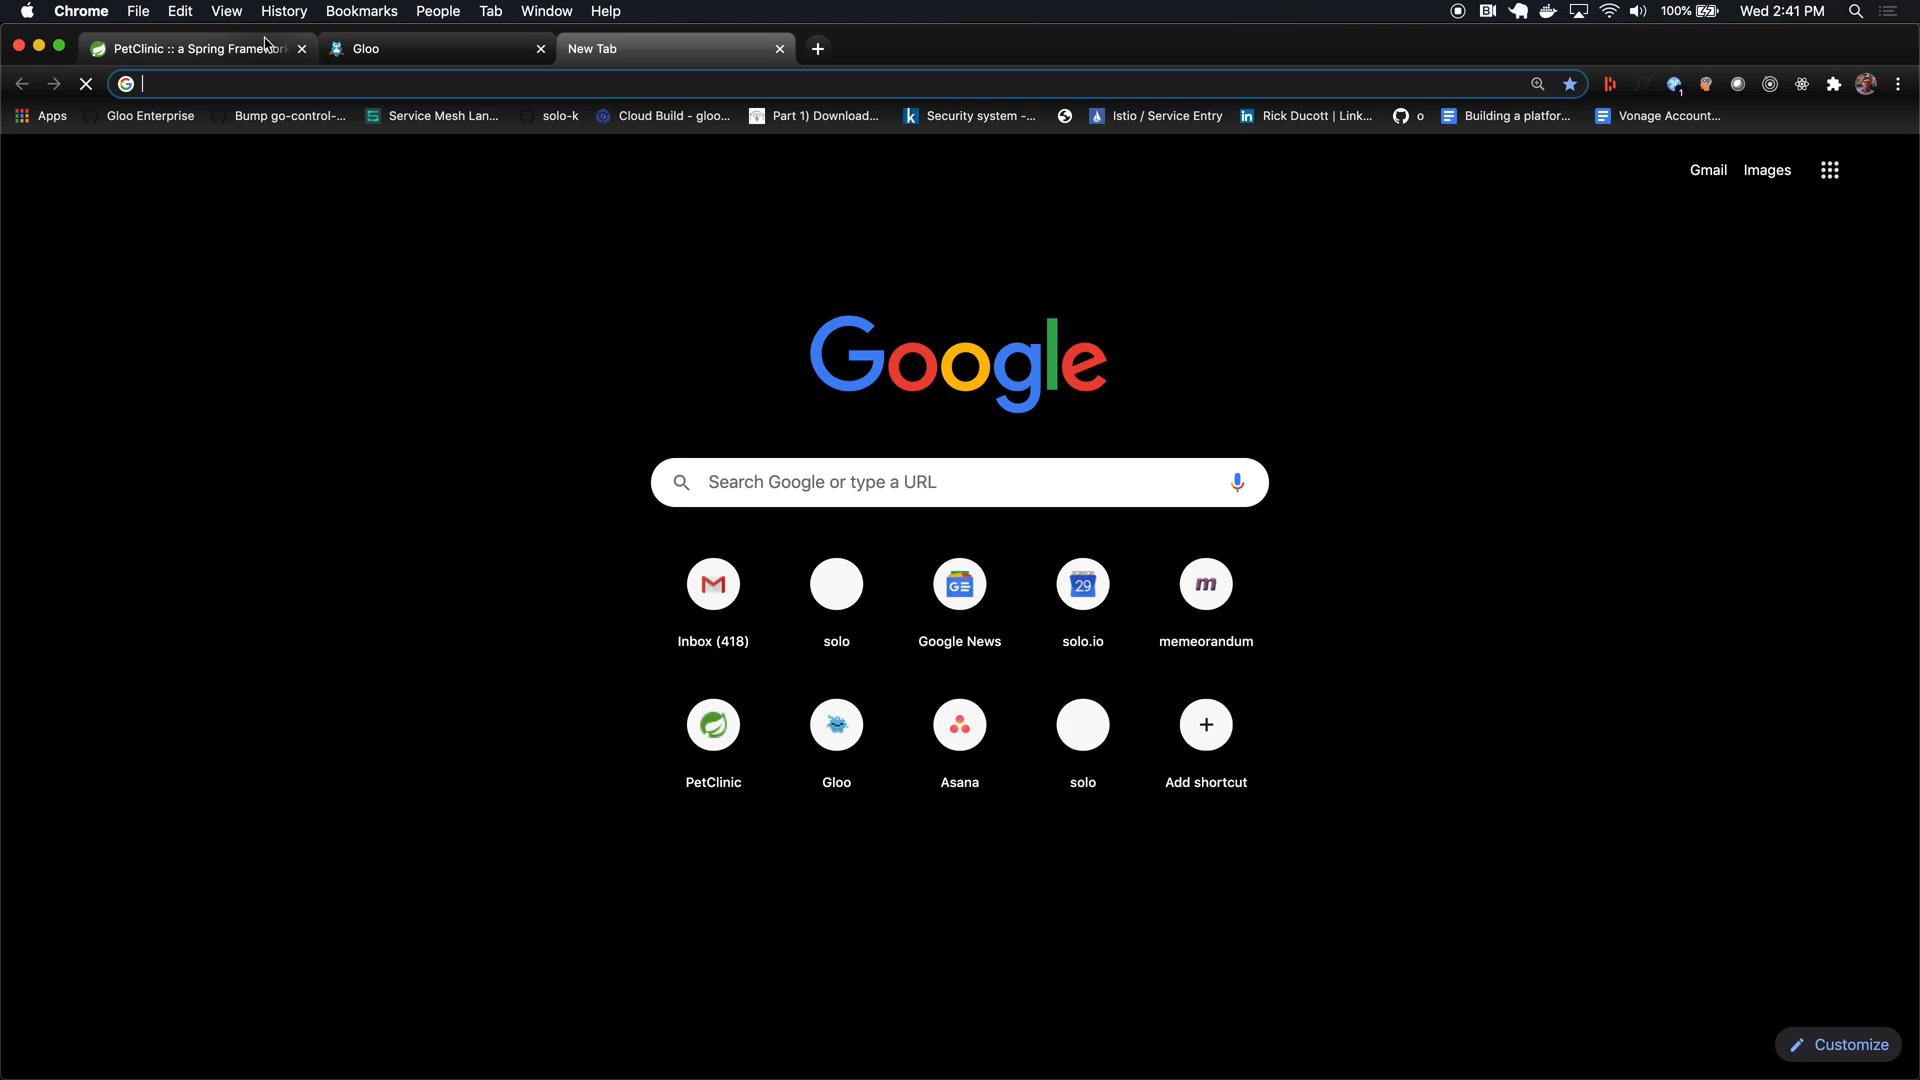 Chrome File Edit View History Bookmarks People Tab Window Help 100% Wed 2:41 PM
PetClinic :: a Spring Framework Gloo New Tab
Apps Gloo Enterprise Bump go-control-... Service Mesh Lan... solo-k Cloud Build - gloo... Part 1) Download... Security system -... Istio / Service Entry Rick Ducott | Link... o Building a platfor... Vonage Account...
Gmail Images
Google
Search Google or type a URL
Inbox (418) solo Google News solo.io memeorandum
PetClinic Gloo Asana solo Add shortcut
Customize